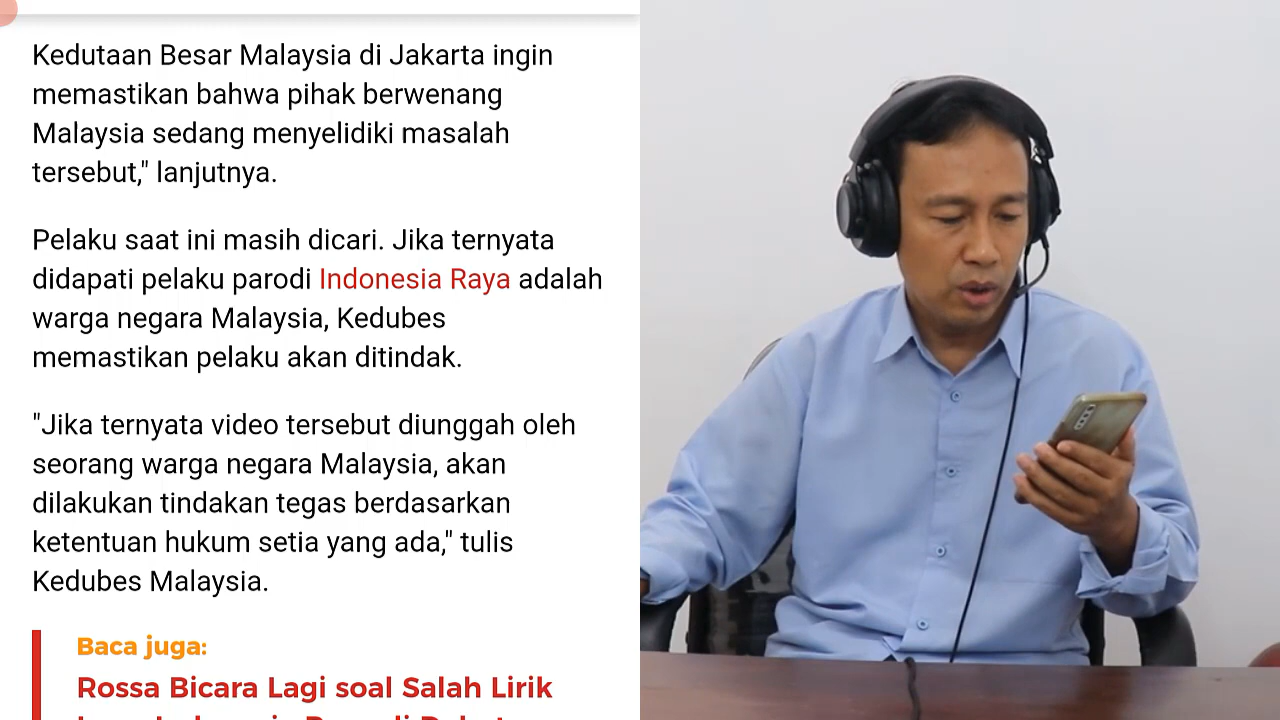 Kedutaan Besar Malaysia di Jakarta ingin
memastikan bahwa pihak berwenang
Malaysia sedang menyelidiki masalah
tersebut," lanjutnya.
Pelaku saat ini masih dicari. Jika ternyata
didapati pelaku parodi Indonesia Raya adalah
warga negara Malaysia, Kedubes
memastikan pelaku akan ditindak.
"Jika ternyata video tersebut diunggah oleh
seorang warga negara Malaysia, akan
dilakukan tindakan tegas berdasarkan
ketentuan hukum setia yang ada," tulis
Kedubes Malaysia.
Baca juga:
Rossa Bicara Lagi soal Salah Lirik